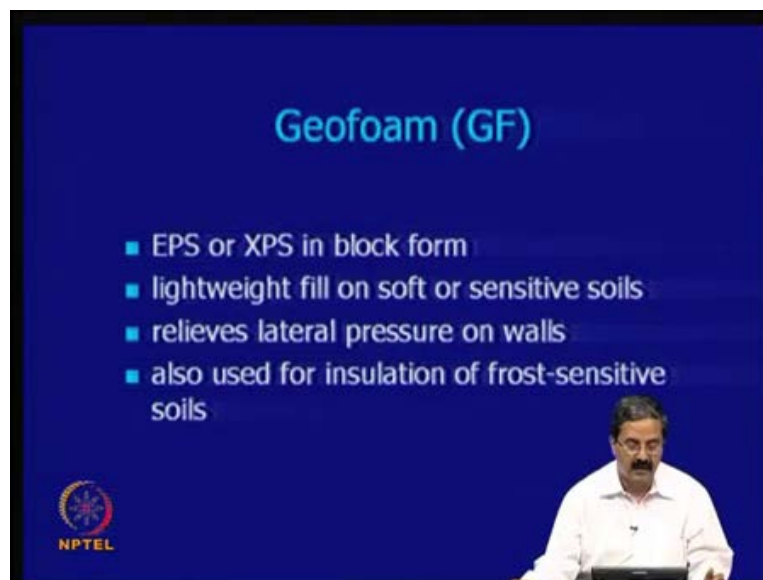 Geofoam (GF)
EPS or XPS in block form
lightweight fill on soft or sensitive soils
relieves lateral pressure on walls
also used for insulation of frost-sensitive
soils
NPTEL